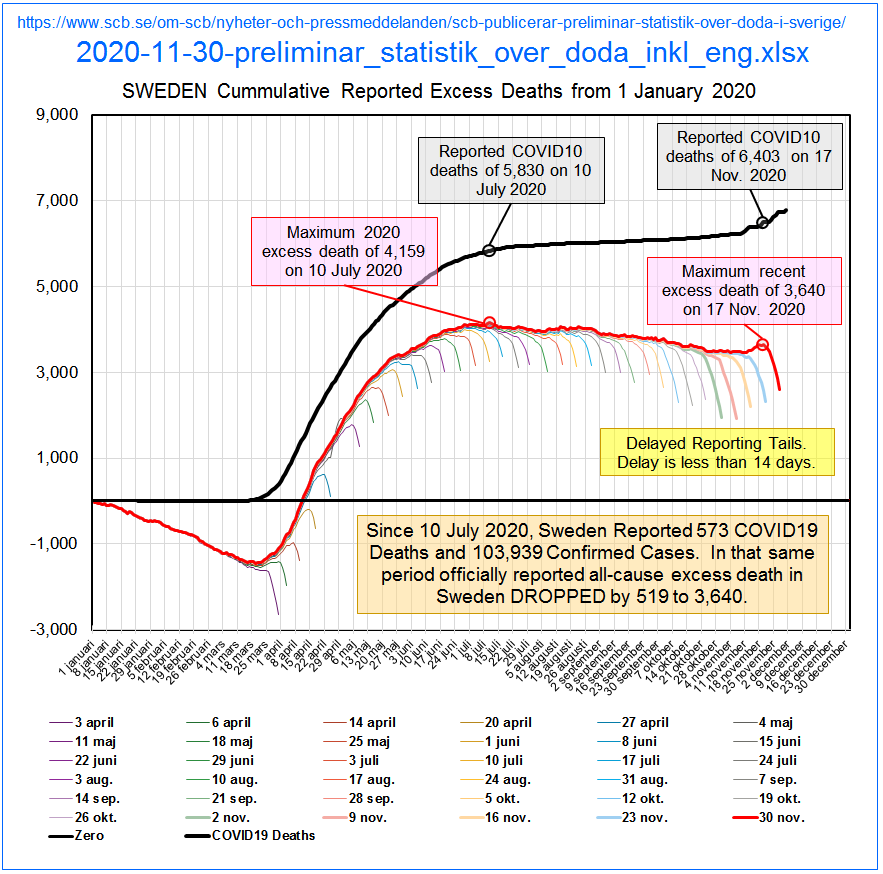 https://www.scb.se/om-scb/nyheter-och-pressmeddelanden/scb-publicerar-preliminar-statistik-over-doda-i-sverige/
2020-11-30-preliminar_statistik_over_doda_inkl_eng.xlsx
SWEDEN Cummulative Reported Excess Deaths from 1 January 2020
9,000
7,000
5,000
3,000
1,000
-1,000
-3,000
Reported COVID10
deaths of 5,830 on 10
July 2020
Reported COVID10
deaths of 6,403 on 17
Nov. 2020
Maximum 2020
excess death of 4,159
on 10 July 2020
Maximum recent
excess death of 3,640
on 17 Nov. 2020
Delayed Reporting Tails.
Delay is less than 14 days.
Since 10 July 2020, Sweden Reported 573 COVID19
Deaths and 103,939 Confirmed Cases. In that same
period officially reported all-cause excess death in
Sweden DROPPED by 519 to 3,640.
1 januari
8 januari
15 januari
22 januari
29 januari
5 februari
12 februari
19 februari
26 februari
4 mars
11 mars
18 mars
25 mars
1 april
8 april
15 april
22 april
29 april
6 maj
13 maj
20 maj
27 maj
3 juni
10 juni
17 juni
24 juni
1 juli
8 juli
15 juli
22 juli
29 juli
5 augusti
12 augusti
19 augusti
26 augusti
2 september
9 september
16 september
23 september
30 september
7 oktober
14 oktober
21 oktober
28 oktober
4 november
11 november
18 november
25 november
2 december
9 december
16 december
23 december
30 december
3 april 6 april 14 april 20 april 27 april 4 maj
11 maj 18 maj 25 maj 1 juni 8 juni 15 juni
22 juni 29 juni 3 juli 10 juli 17 juli 24 juli
3 aug. 10 aug. 17 aug. 24 aug. 31 aug. 7 sep.
14 sep. 21 sep. 28 sep. 5 okt. 12 okt. 19 okt.
26 okt. 2 nov. 9 nov. 16 nov. 23 nov. 30 nov.
Zero COVID19 Deaths